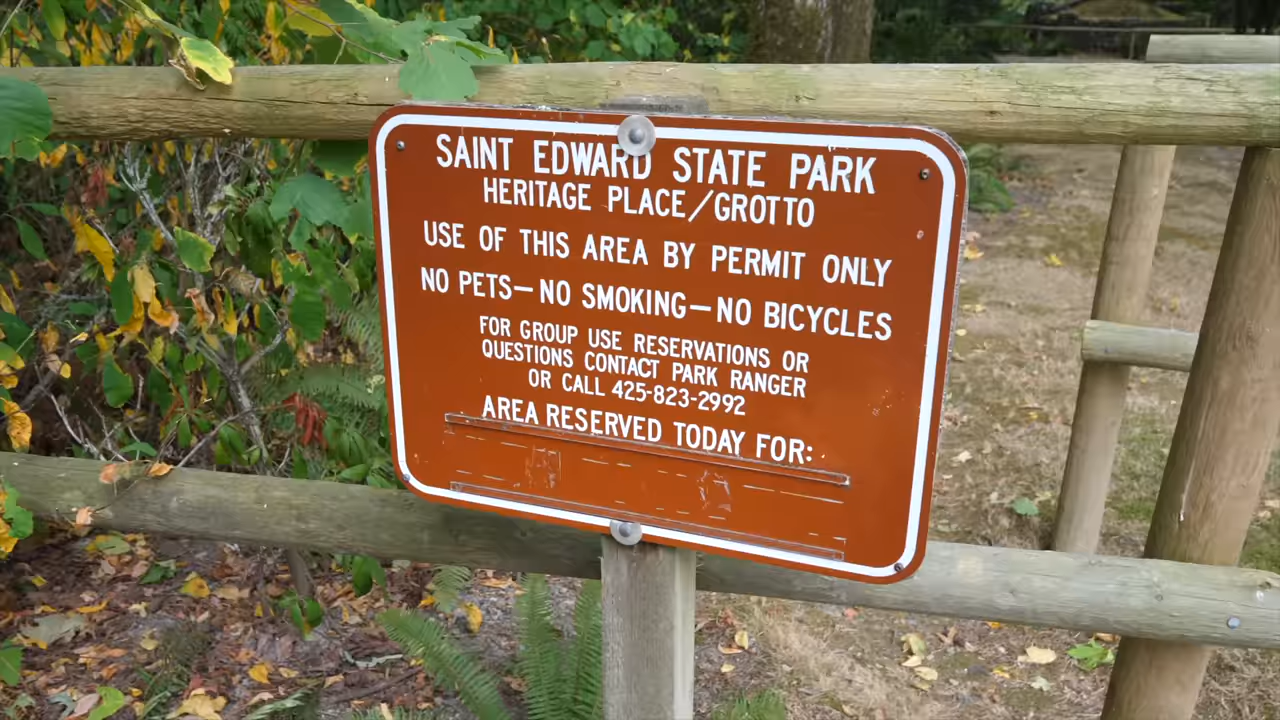 SAINT EDWARD STATE PARK
HERITAGE PLACE/GROTTO
USE OF THIS AREA BY PERMIT ONLY
NO PETS—NO SMOKING—NO BICYCLES
FOR GROUP USE RESERVATIONS OR
QUESTIONS CONTACT PARK RANGER
OR CALL 425-823-2992
AREA RESERVED TODAY FOR: